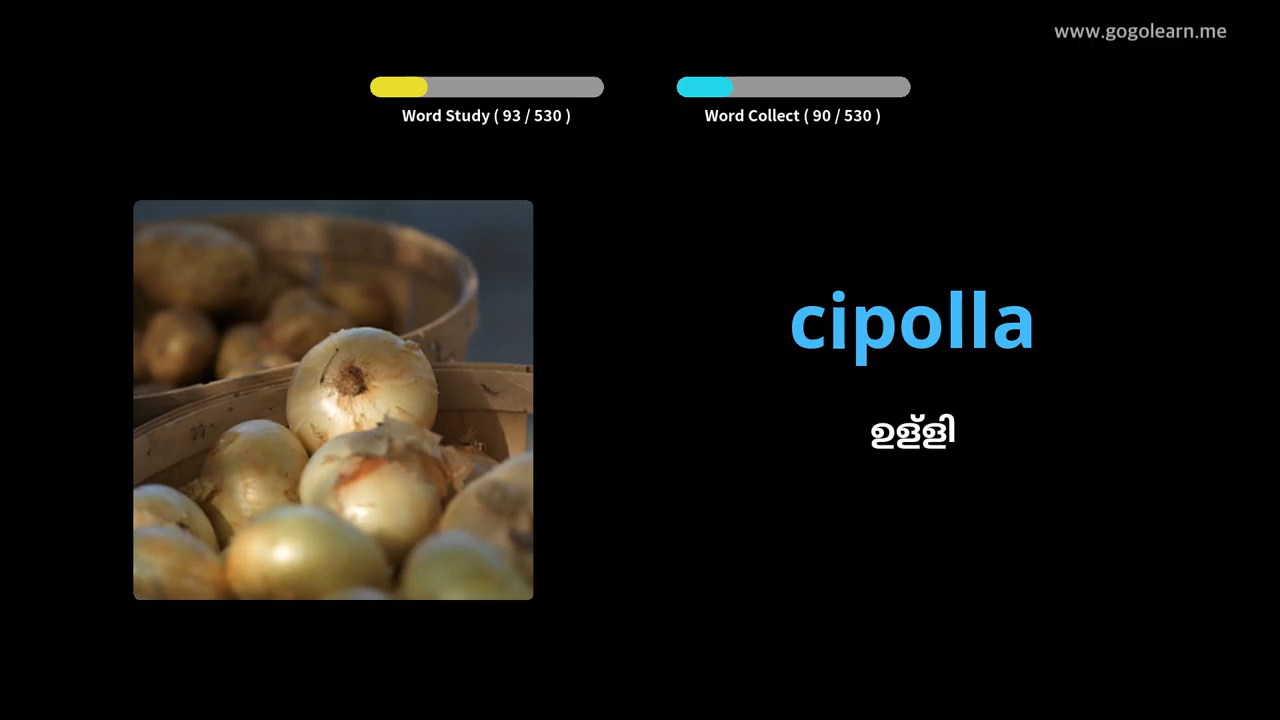 www.gogolearn.me
Word Study ( 93 / 530 )
Word Collect ( 90 / 530 )
cipolla
ഉള്ളി